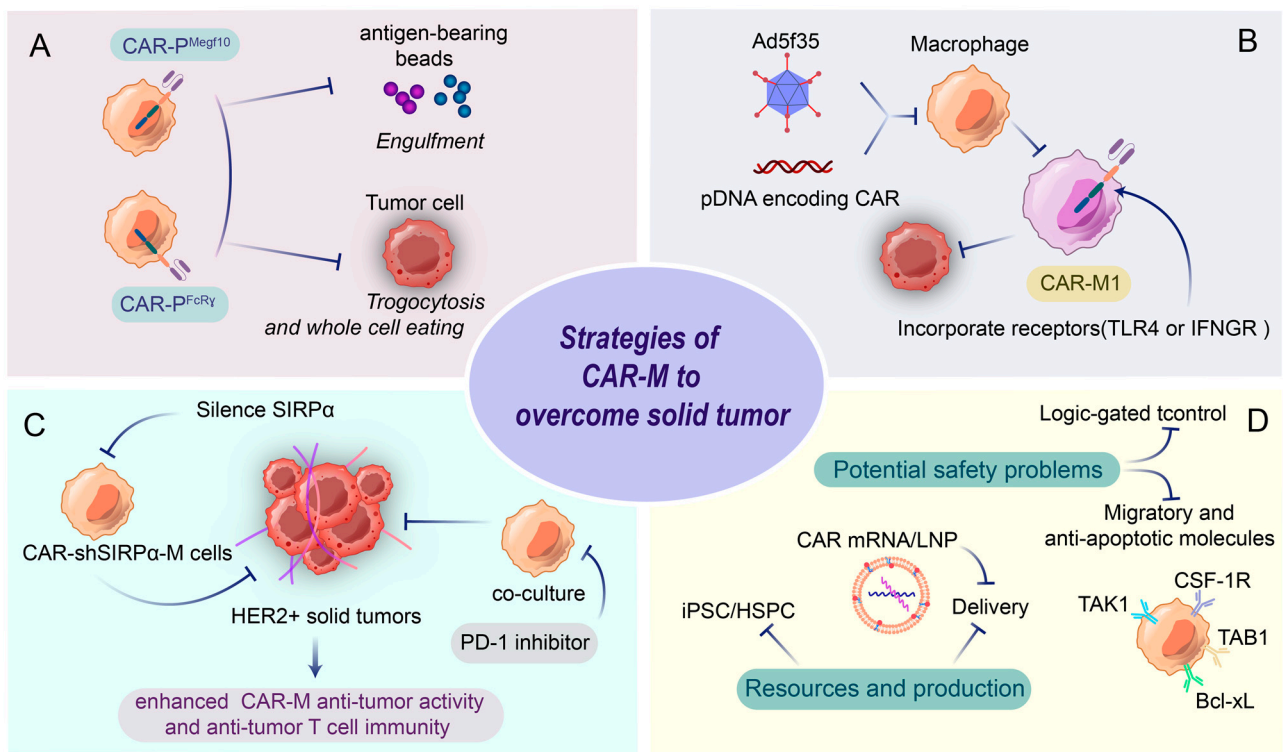 A
CAR-P^Megf10
antigen-bearing
beads
Engulfment
Tumor cell
CAR-P^FcRɣ
Trogocytosis
and whole cell eating
B
Ad5f35
Macrophage
pDNA encoding CAR
CAR-M1
Incorporate receptors(TLR4 or IFNGR )
Strategies of
CAR-M to
overcome solid tumor
C
Silence SIRPα
CAR-shSIRPα-M cells
HER2+ solid tumors
co-culture
PD-1 inhibitor
enhanced CAR-M anti-tumor activity
and anti-tumor T cell immunity
D
Logic-gated tcontrol
Potential safety problems
Migratory and
anti-apoptotic molecules
CAR mRNA/LNP
iPSC/HSPC
Delivery
Resources and production
CSF-1R
TAK1
TAB1
Bcl-xL